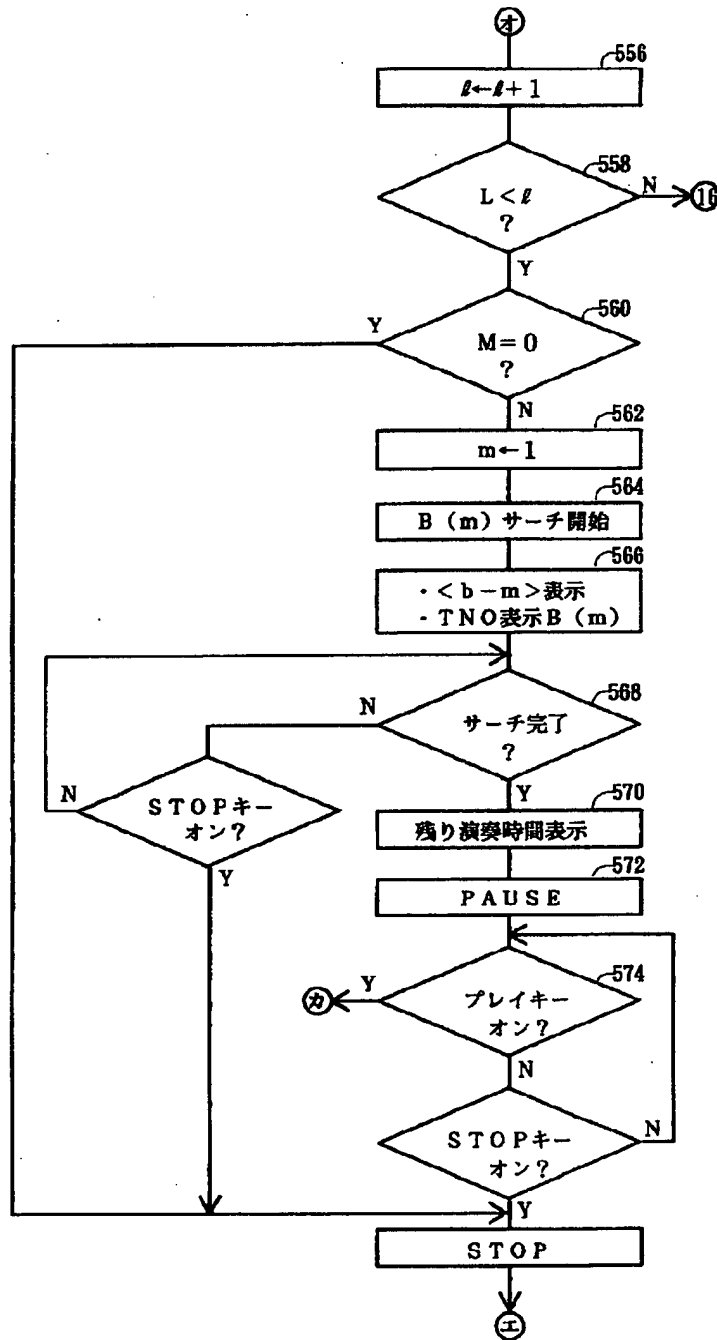 オ
556
ℓ←ℓ+1
558
L<ℓ
?
N
16
Y
560
Y
M=0
?
N
562
m←1
564
B(m)サーチ開始
566
・<b-m>表示
・TNO表示B(m)
568
N
サーチ完了
?
N
STOPキー
オン?
Y
Y
570
残り演奏時間表示
572
PAUSE
574
カ
Y
プレイキー
オン?
N
STOPキー
オン?
N
Y
STOP
エ